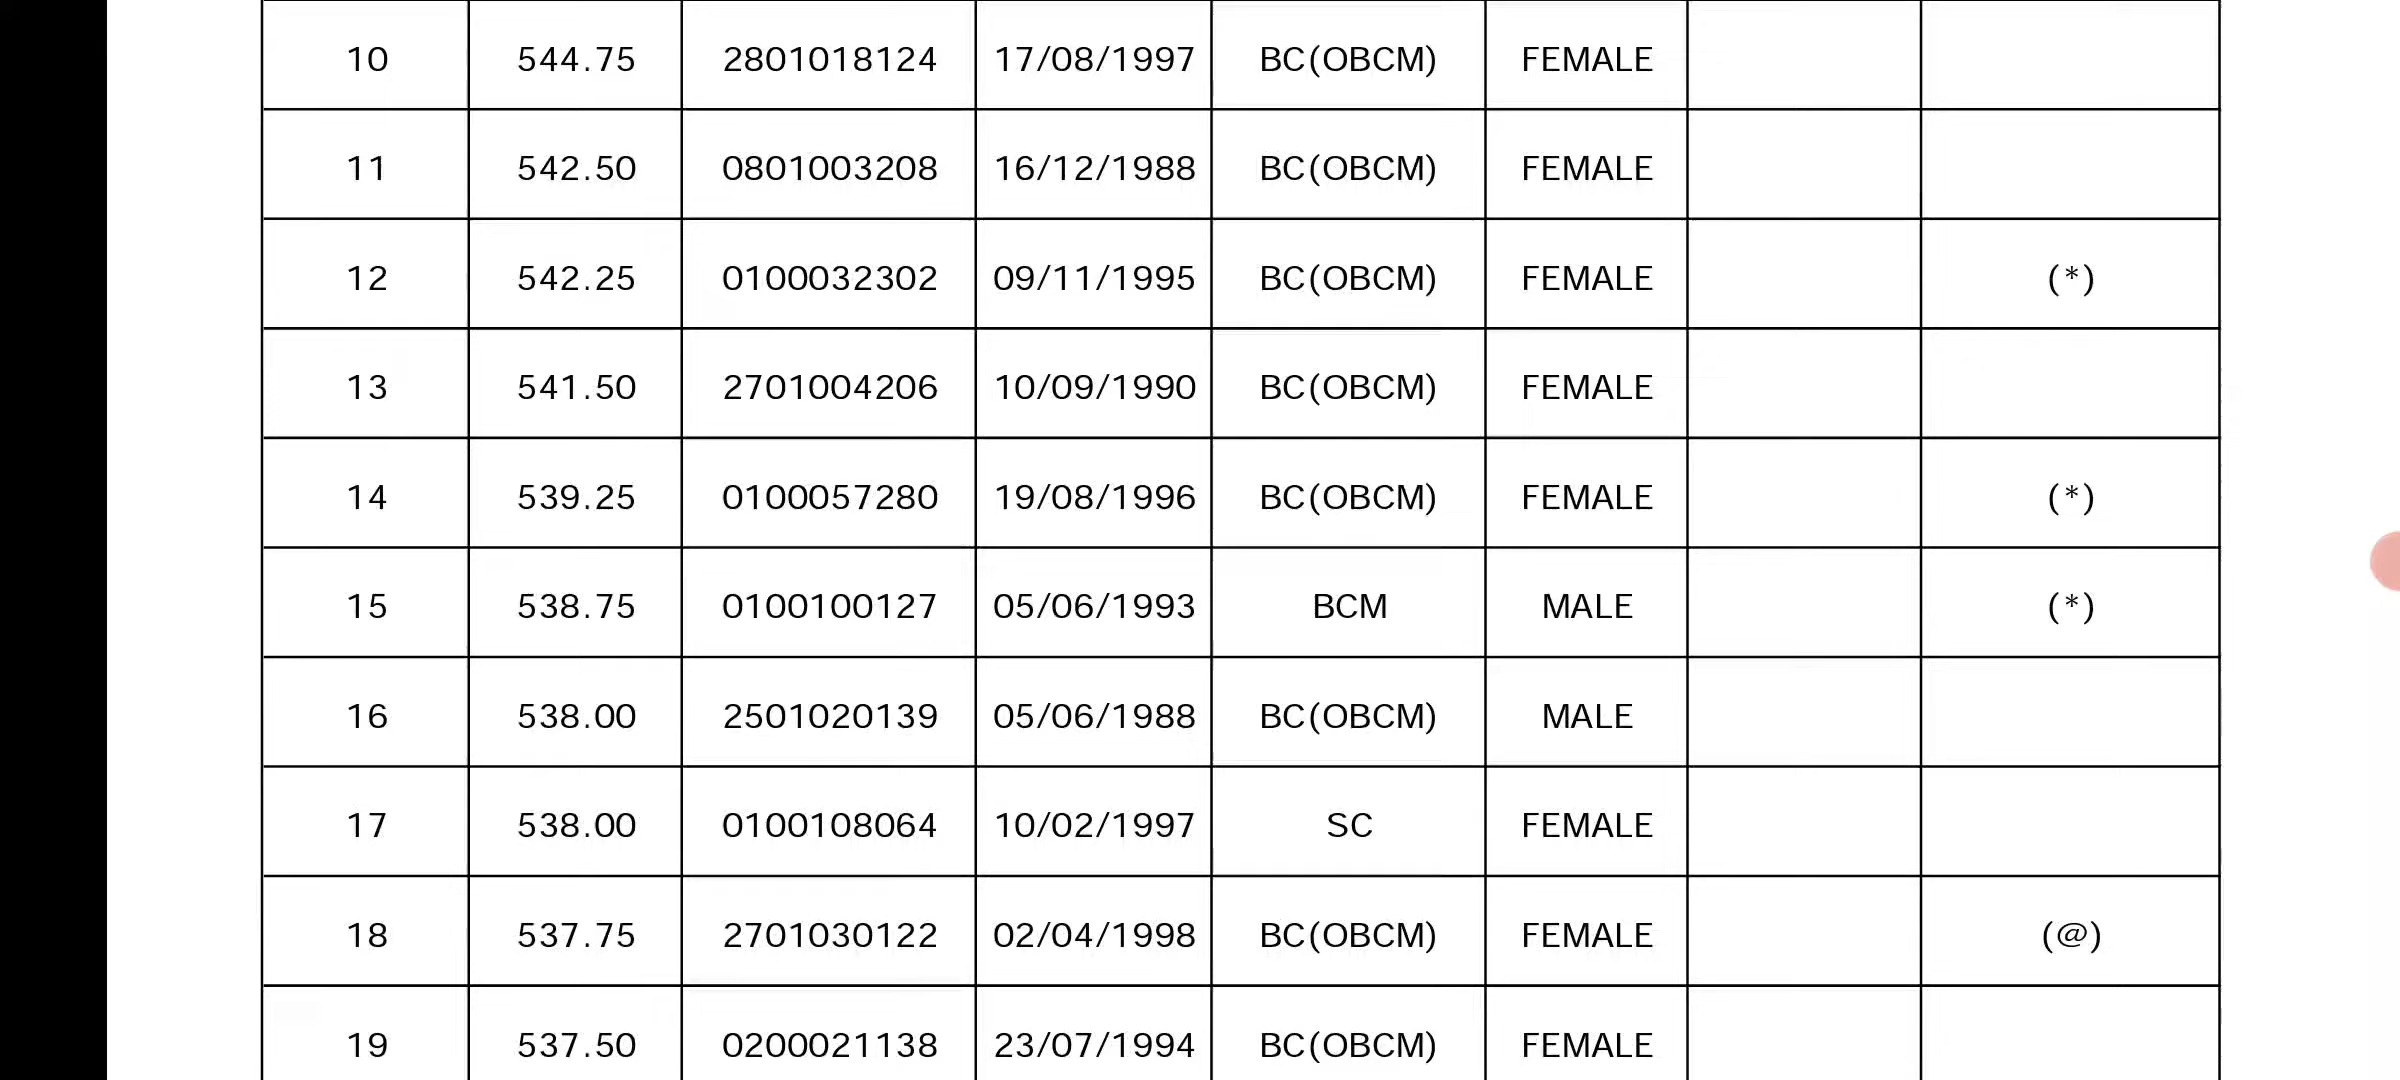 10 544.75 2801018124 17/08/1997 BC(OBCM) FEMALE
11 542.50 0801003208 16/12/1988 BC(OBCM) FEMALE
12 542.25 0100032302 09/11/1995 BC(OBCM) FEMALE (*)
13 541.50 2701004206 10/09/1990 BC(OBCM) FEMALE
14 539.25 0100057280 19/08/1996 BC(OBCM) FEMALE (*)
15 538.75 0100100127 05/06/1993 BCM MALE (*)
16 538.00 2501020139 05/06/1988 BC(OBCM) MALE
17 538.00 0100108064 10/02/1997 SC FEMALE
18 537.75 2701030122 02/04/1998 BC(OBCM) FEMALE (@)
19 537.50 0200021138 23/07/1994 BC(OBCM) FEMALE